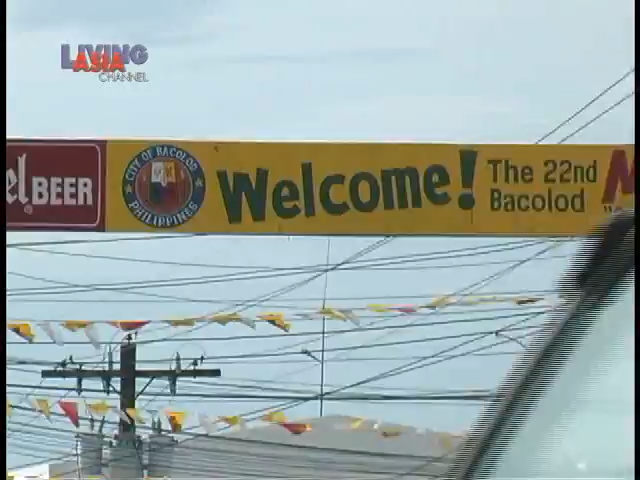 LIVING
ASIA
CHANNEL
el BEER
CITY OF BACOLOD
PHILIPPINES
Welcome! The 22nd
Bacolod
M